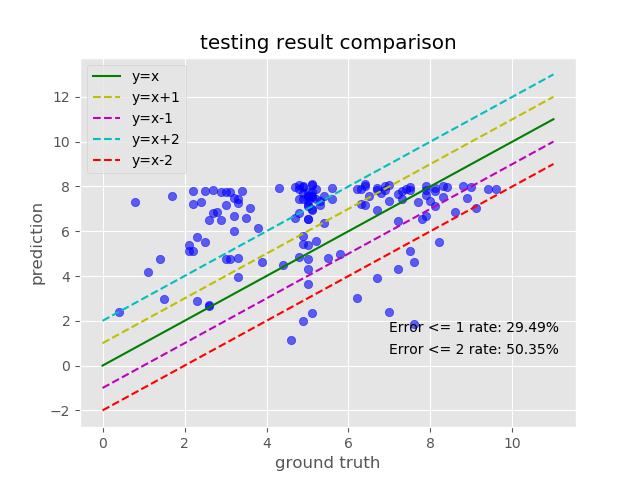 testing result comparison
y=x
y=x+1
y=x-1
y=x+2
y=x-2
12
10
8
6
4
2
0
−2
prediction
Error <= 1 rate: 29.49%
Error <= 2 rate: 50.35%
0
2
4
6
8
10
ground truth